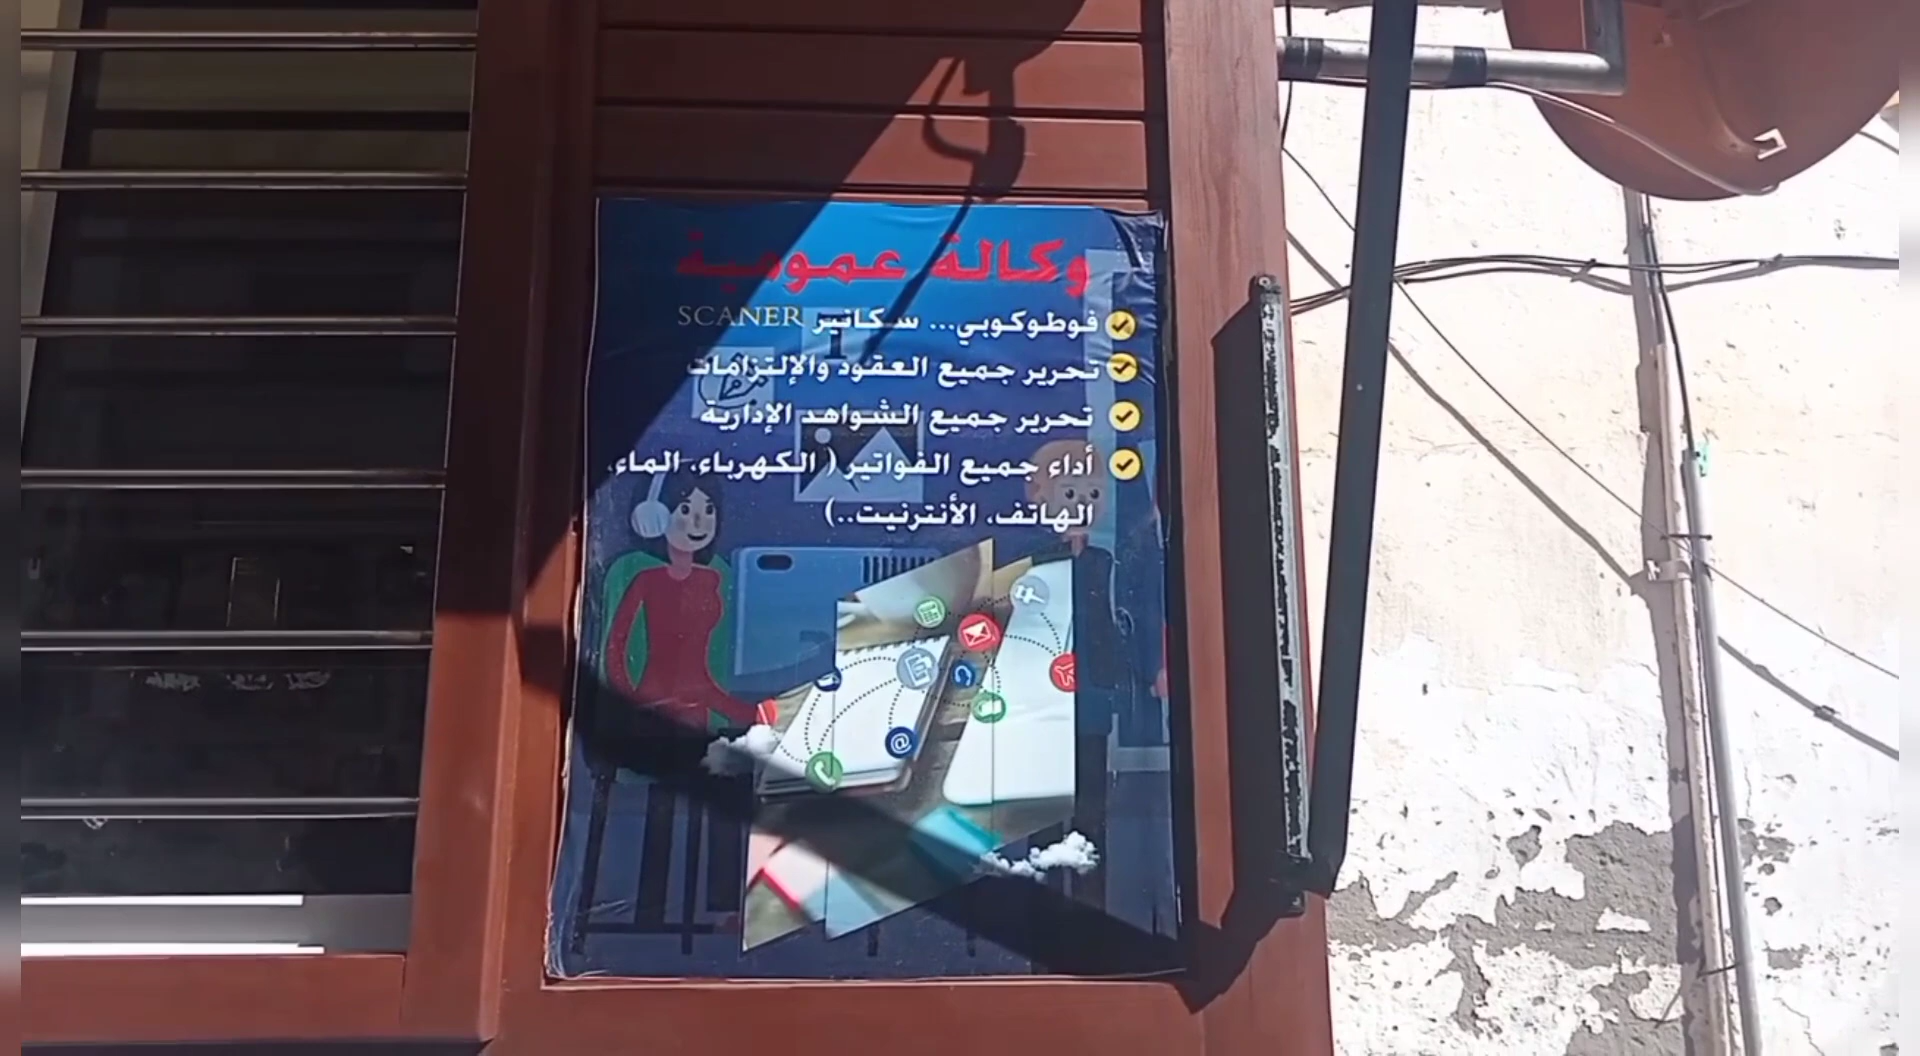 وكالة عمومية
فوطوكوبي... سكانير SCANER
تحرير جميع العقود والإلتزامات
تحرير جميع الشواهد الإدارية
أداء جميع الفواتير ( الكهرباء، الماء،
الهاتف، الأنترنيت..)